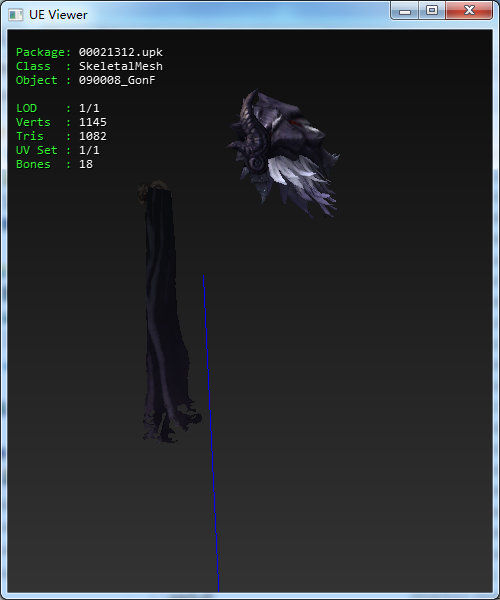 UE Viewer
Package: 00021312.upk
Class : SkeletalMesh
Object : 090008_GonF
LOD : 1/1
Verts : 1145
Tris : 1082
UV Set : 1/1
Bones : 18